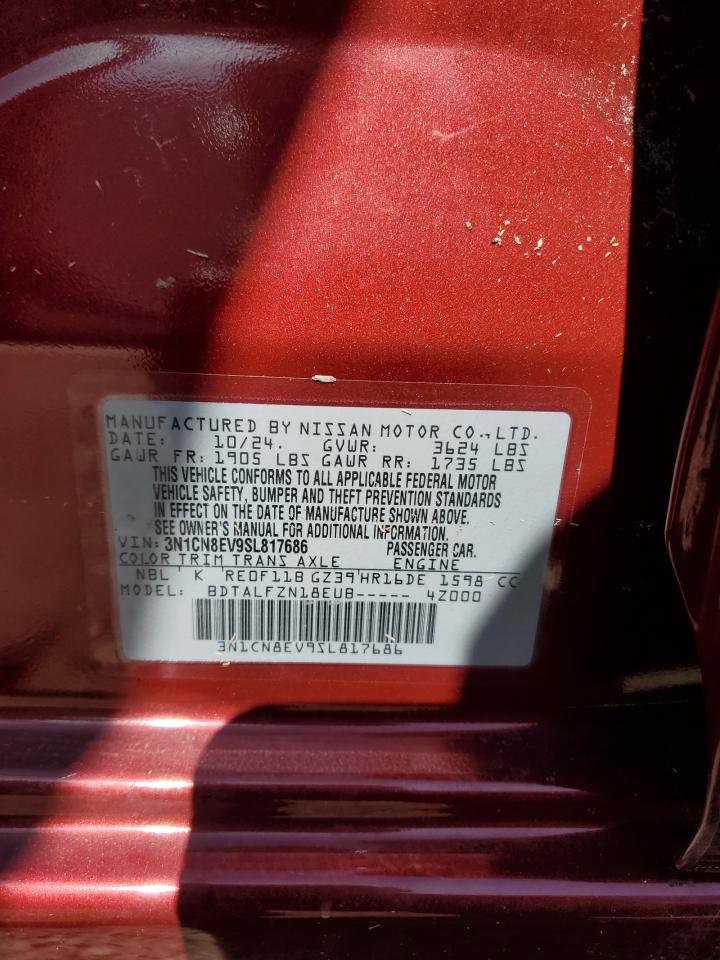 MANUFACTURED BY NISSAN MOTOR CO., LTD.
DATE: 10/24. GVWR: 3624 LBS
GAWR FR: 1905 LBS GAWR RR: 1735 LBS
THIS VEHICLE CONFORMS TO ALL APPLICABLE FEDERAL MOTOR
VEHICLE SAFETY, BUMPER AND THEFT PREVENTION STANDARDS
IN EFFECT ON THE DATE OF MANUFACTURE SHOWN ABOVE.
SEE OWNER'S MANUAL FOR ADDITIONAL INFORMATION.
VIN: 3N1CN8EV9SL817686 PASSENGER CAR.
COLOR TRIM TRANS AXLE ENGINE
NBL K RE0F11B GZ39 HR16DE 1598 CC
MODEL: BDTALFZN18EUB----- 4Z000
3N1CN8EV9SL817686